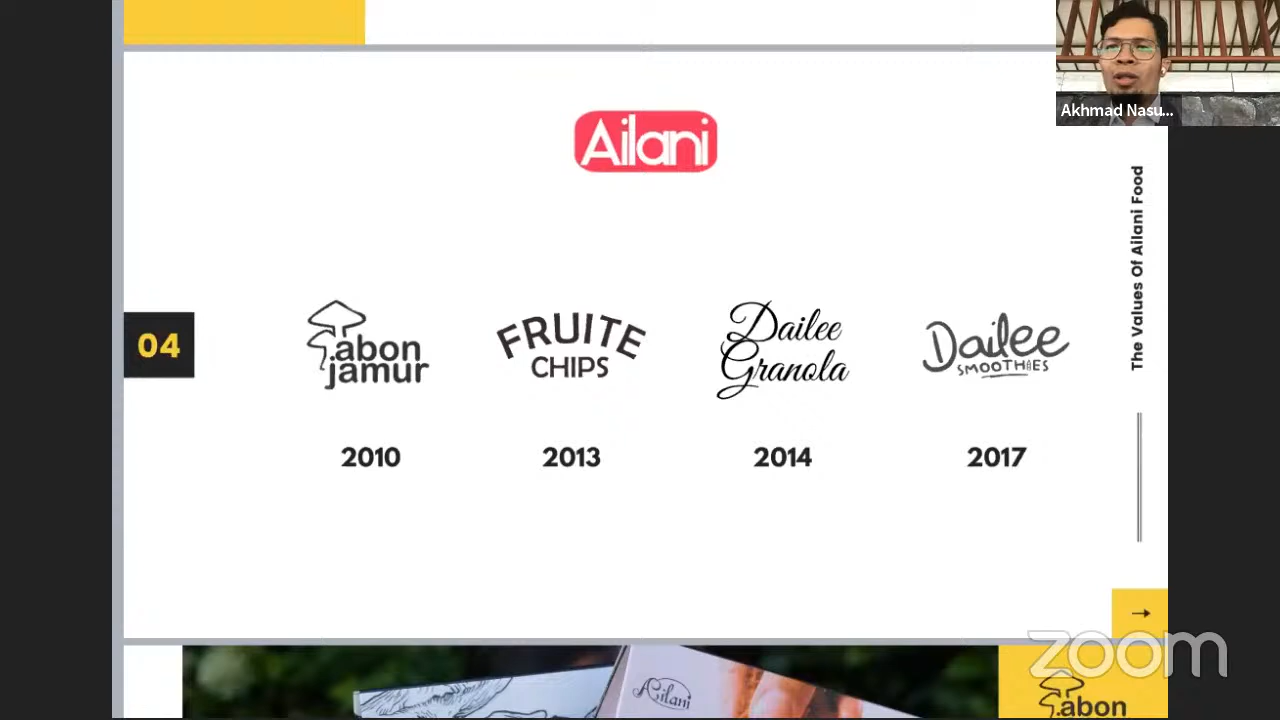 Ailani
Akhmad Nasu...
The Values Of Ailani Food
04
abon
jamur
FRUITE
CHIPS
Dailee
Granola
Dailee
SMOOTHIES
2010
2013
2014
2017
→
zoom
Ailani
abon